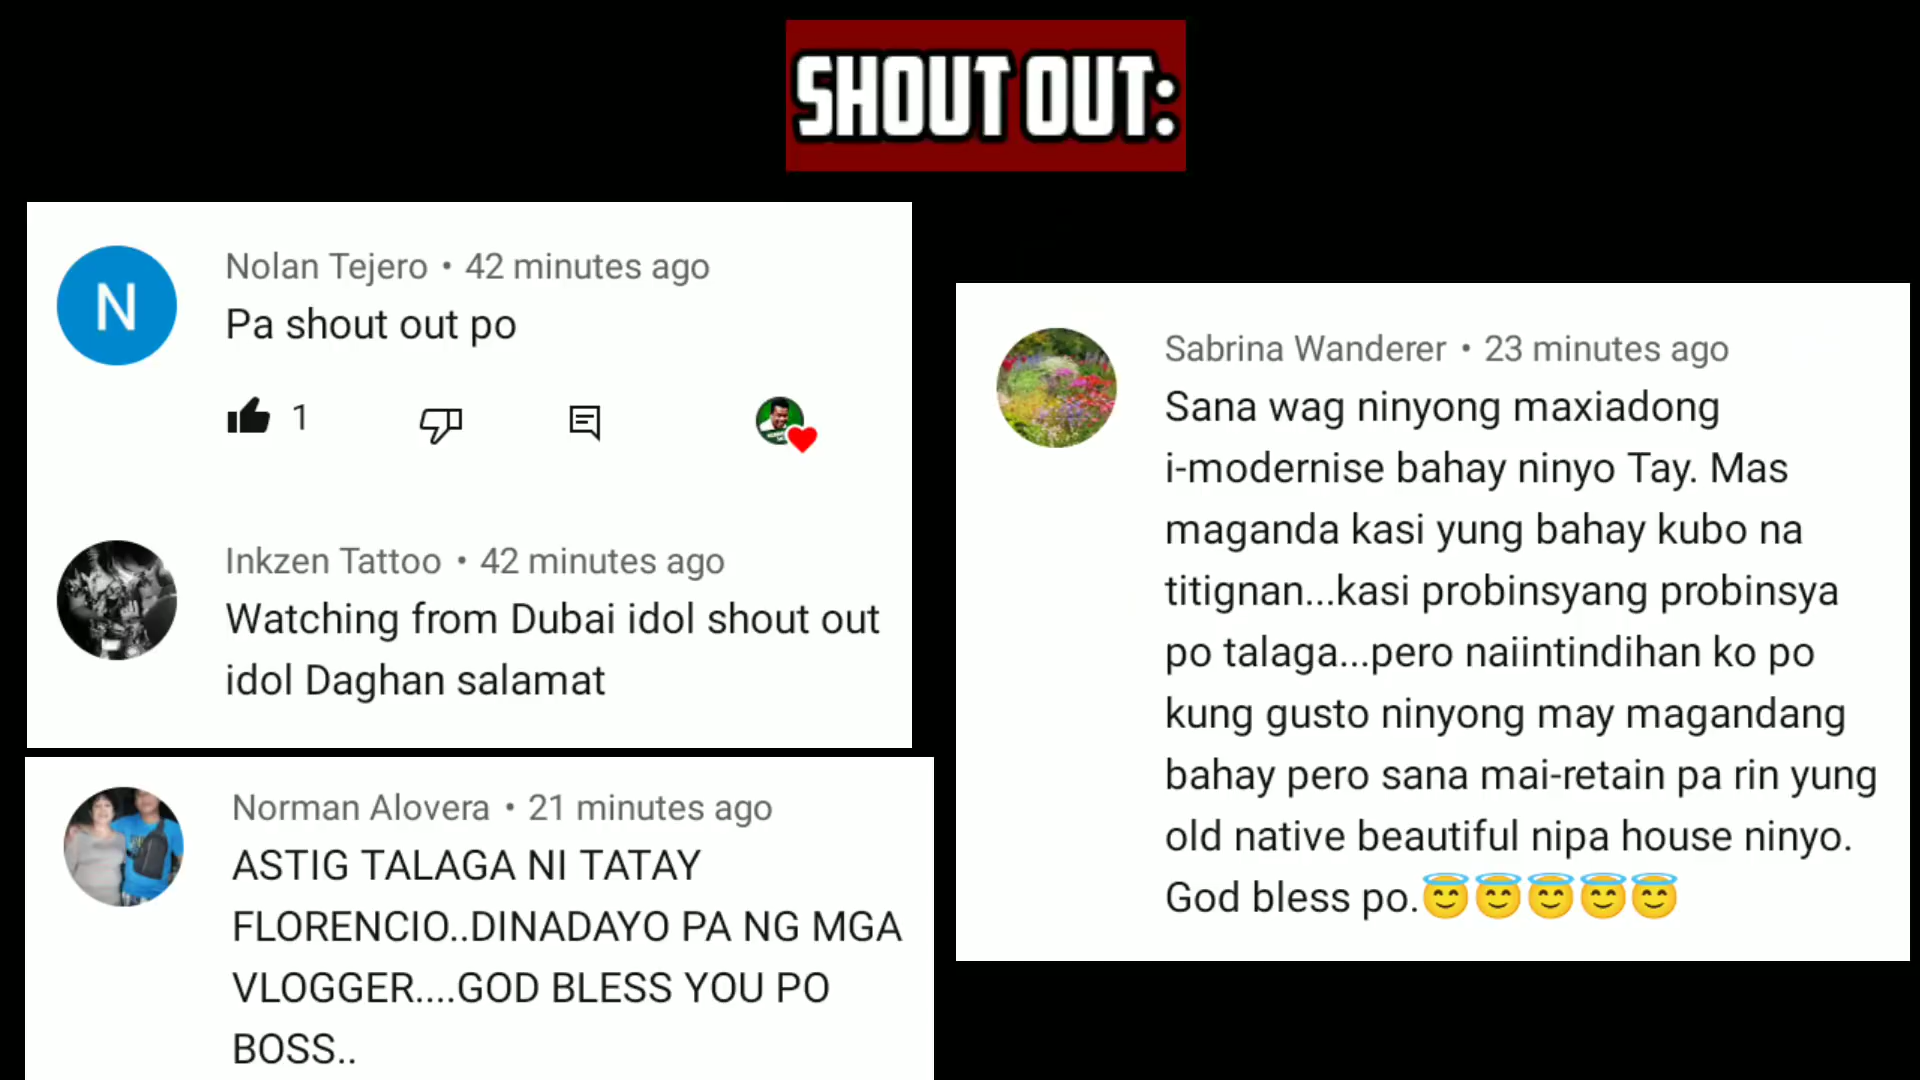 SHOUT OUT:
N
Nolan Tejero • 42 minutes ago
Pa shout out po
1
Inkzen Tattoo • 42 minutes ago
Watching from Dubai idol shout out
idol Daghan salamat
Norman Alovera • 21 minutes ago
ASTIG TALAGA NI TATAY
FLORENCIO..DINADAYO PA NG MGA
VLOGGER....GOD BLESS YOU PO
BOSS..
Sabrina Wanderer • 23 minutes ago
Sana wag ninyong maxiadong
i-modernise bahay ninyo Tay. Mas
maganda kasi yung bahay kubo na
titignan...kasi probinsyang probinsya
po talaga...pero naiintindihan ko po
kung gusto ninyong may magandang
bahay pero sana mai-retain pa rin yung
old native beautiful nipa house ninyo.
God bless po.😇😇😇😇😇